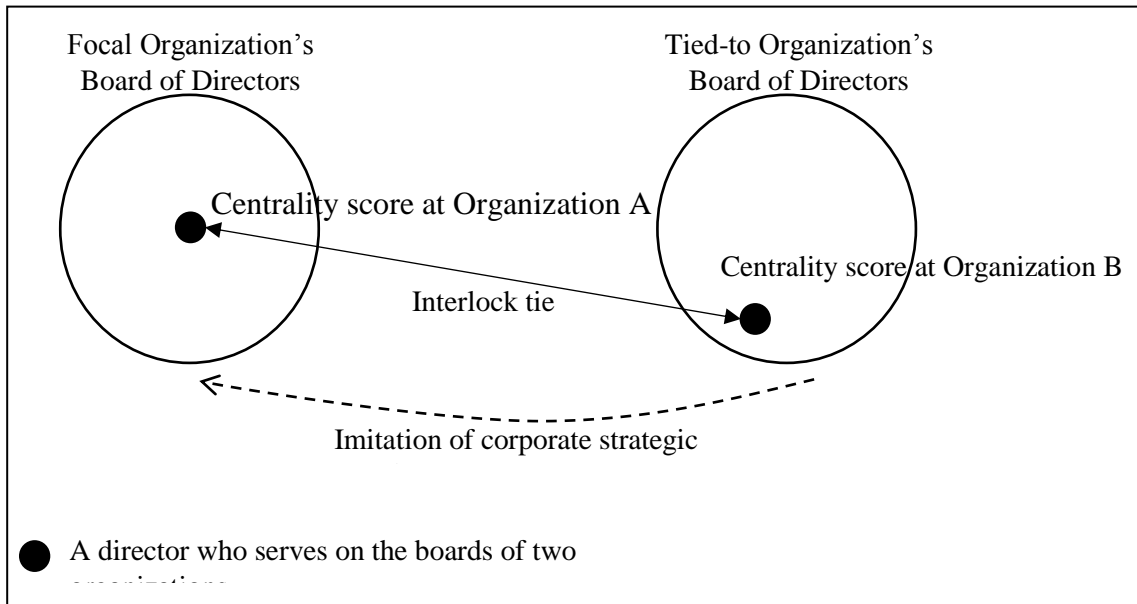 Focal Organization’s
Board of Directors
Tied-to Organization’s
Board of Directors
Centrality score at Organization A
Centrality score at Organization B
Interlock tie
Imitation of corporate strategic
A director who serves on the boards of two